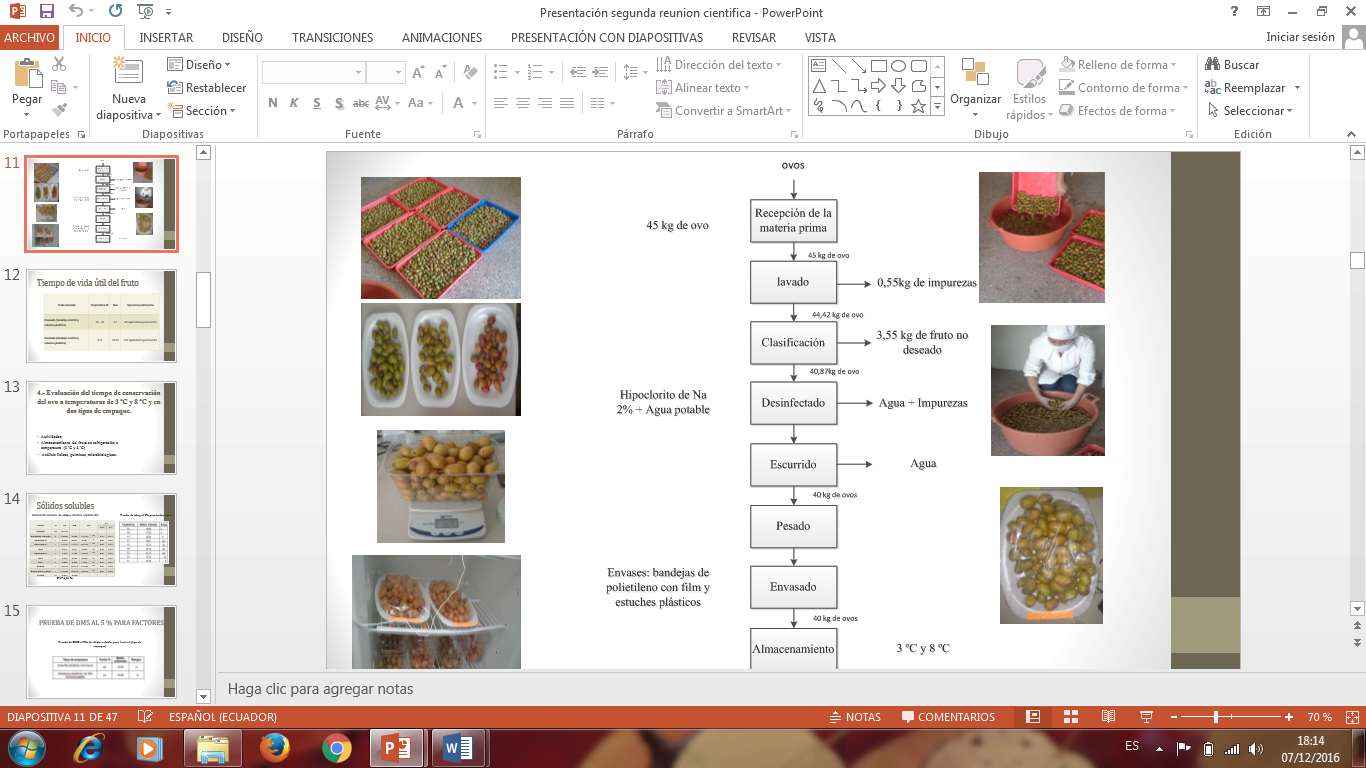 Presentación segunda reunion cientifica - PowerPoint
ARCHIVO INICIO INSERTAR DISEÑO TRANSICIONES ANIMACIONES PRESENTACIÓN CON DIAPOSITIVAS REVISAR VISTA
Iniciar sesión
Pegar
Portapapeles
Nueva
diapositiva
Diseño
Restablecer
Sección
Diapositivas
N K S S abc AV Aa A
Fuente
Párrafo
Dirección del texto
Alinear texto
Convertir a SmartArt
Organizar
Estilos
rápidos
Relleno de forma
Contorno de forma
Efectos de forma
Dibujo
Buscar
Reemplazar
Seleccionar
Edición
11
12
Tiempo de vida útil del fruto
13
4.- Evaluación del tiempo de conservación
del ovo a temperaturas de 3 °C y 8 °C y en
dos tipos de empaque.
14
Sólidos solubles
15
PRUEBA DE DMS AL 5 % PARA FACTORES
ovos
45 kg de ovo
Recepción de la
materia prima
45 kg de ovo
lavado
0,55kg de impurezas
44,42 kg de ovo
Clasificación
3,55 kg de fruto no
deseado
40,87kg de ovo
Hipoclorito de Na
2% + Agua potable
Desinfectado
Agua + Impurezas
Escurrido
Agua
40 kg de ovos
Pesado
Envases: bandejas de
polietileno con film y
estuches plásticos
Envasado
40 kg de ovos
Almacenamiento
3 ºC y 8 ºC
Haga clic para agregar notas
DIAPOSITIVA 11 DE 47
ESPAÑOL (ECUADOR)
NOTAS
COMENTARIOS
70 %
ES
18:14
07/12/2016